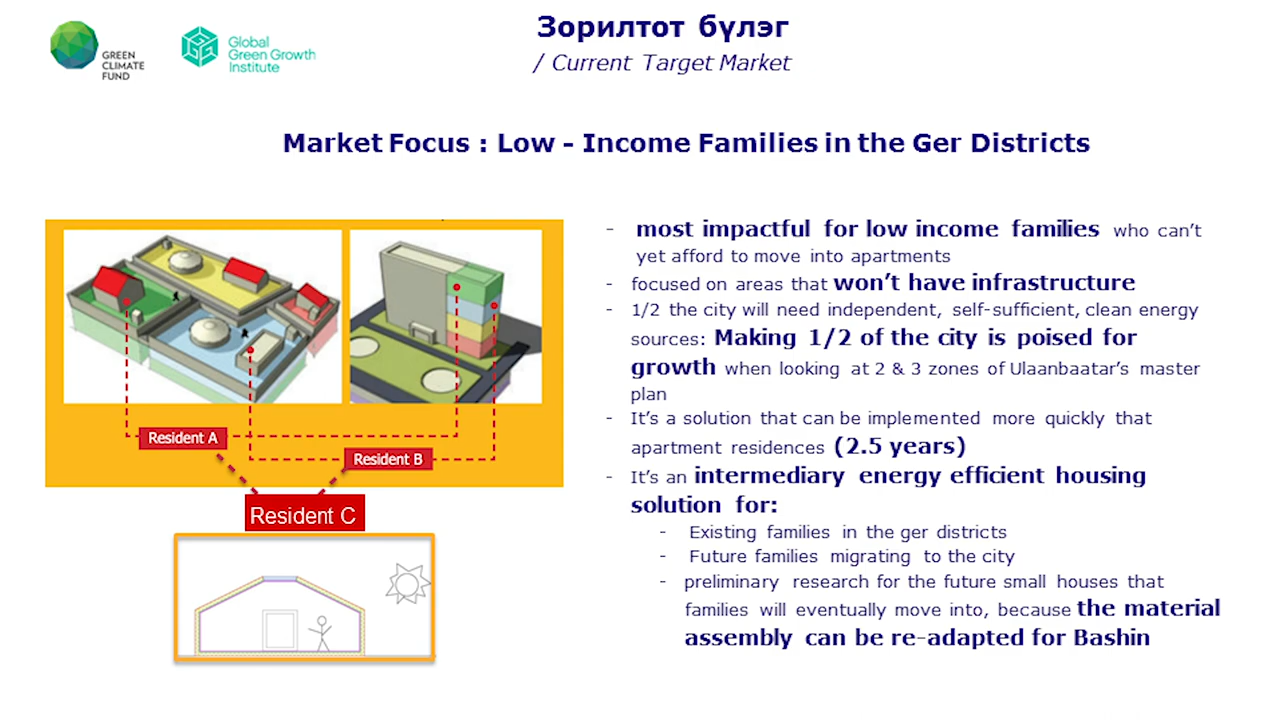 GREEN
CLIMATE
FUND
Global
Green Growth
Institute
Зорилтот бүлэг
/ Current Target Market
Market Focus : Low - Income Families in the Ger Districts
Resident A
Resident B
Resident C
- most impactful for low income families who can’t
yet afford to move into apartments
- focused on areas that won’t have infrastructure
- 1/2 the city will need independent, self-sufficient, clean energy
sources: Making 1/2 of the city is poised for
growth when looking at 2 & 3 zones of Ulaanbaatar’s master
plan
- It’s a solution that can be implemented more quickly that
apartment residences (2.5 years)
- It’s an intermediary energy efficient housing
solution for:
- Existing families in the ger districts
- Future families migrating to the city
- preliminary research for the future small houses that
families will eventually move into, because the material
assembly can be re-adapted for Bashin